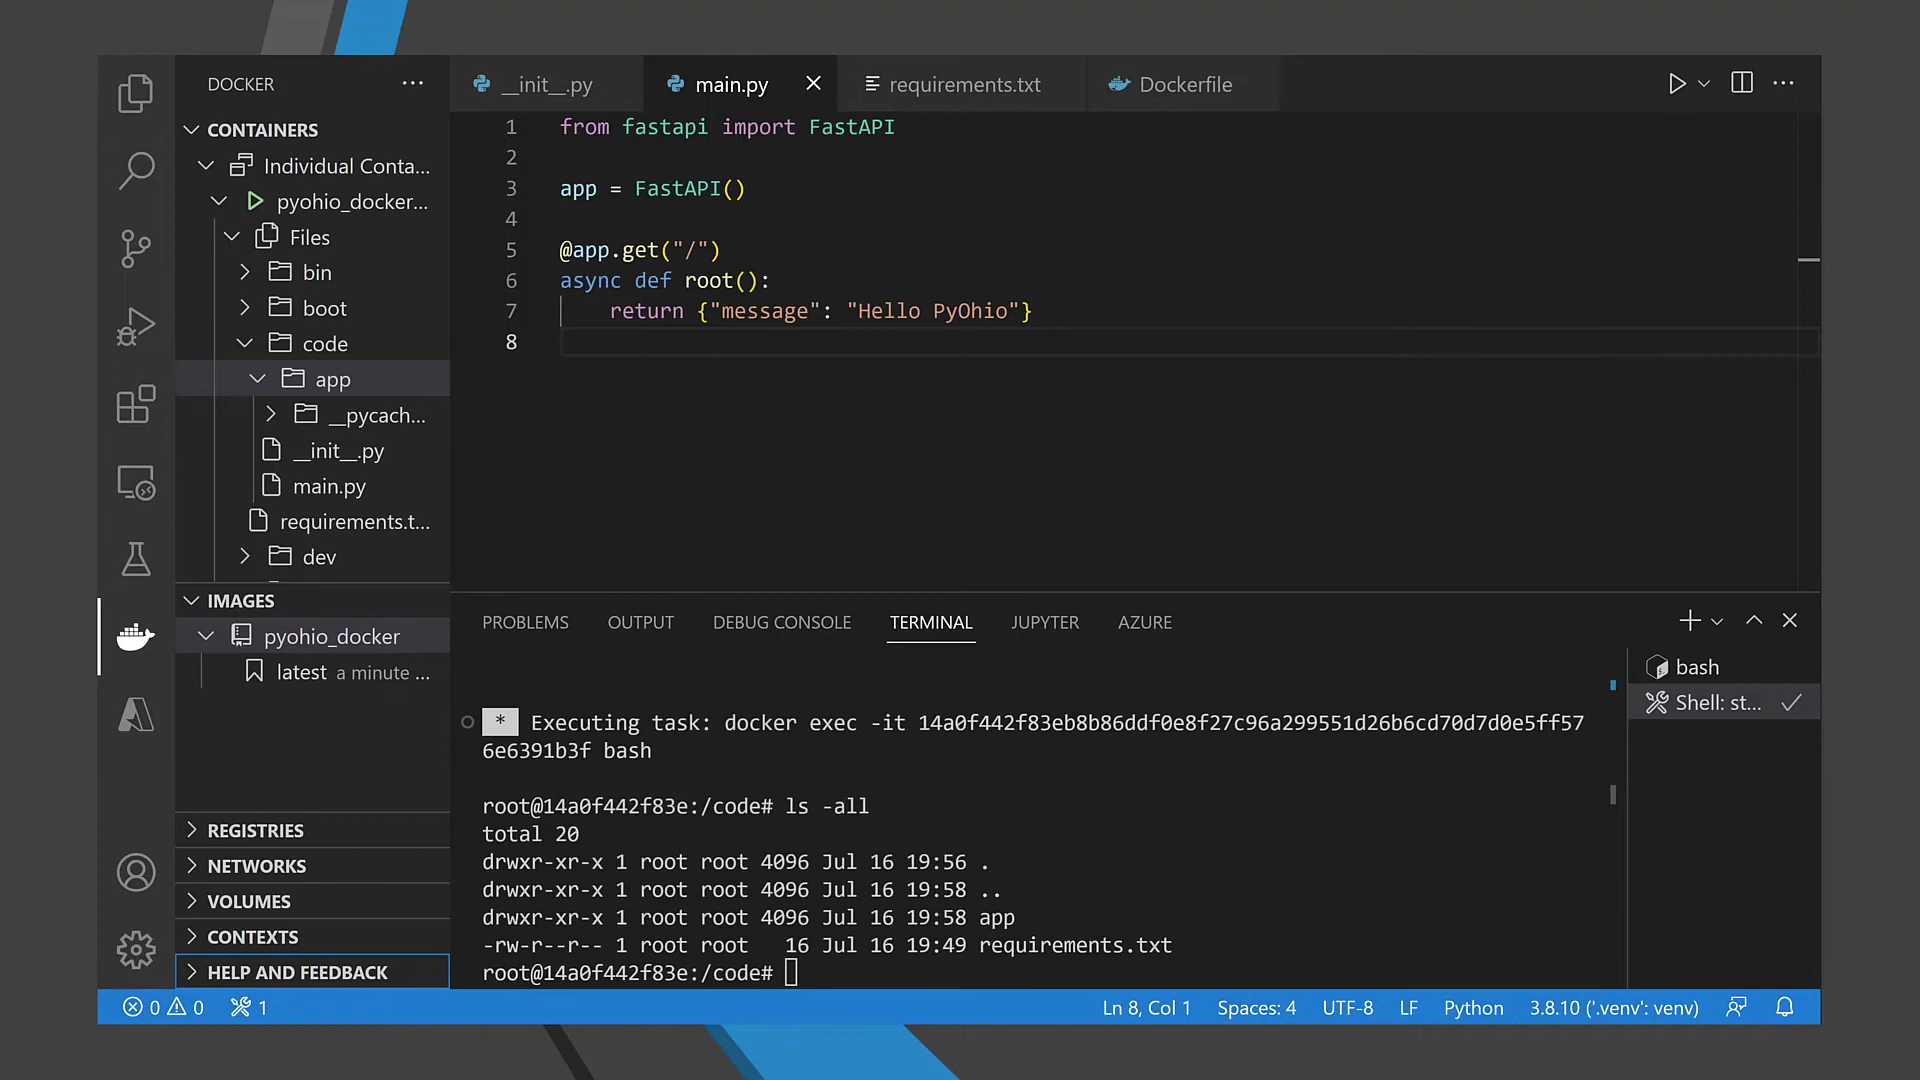 DOCKER
CONTAINERS
Individual Conta...
pyohio_docker...
Files
bin
boot
code
app
__pycach...
__init__.py
main.py
requirements.t...
dev
IMAGES
pyohio_docker
latest a minute ...
REGISTRIES
NETWORKS
VOLUMES
CONTEXTS
HELP AND FEEDBACK
__init__.py main.py requirements.txt Dockerfile
1 from fastapi import FastAPI
2
3 app = FastAPI()
4
5 @app.get("/")
6 async def root():
7 return {"message": "Hello PyOhio"}
8
PROBLEMS OUTPUT DEBUG CONSOLE TERMINAL JUPYTER AZURE
* Executing task: docker exec -it 14a0f442f83eb8b86ddf0e8f27c96a299551d26b6cd70d7d0e5ff57
6e6391b3f bash
root@14a0f442f83e:/code# ls -all
total 20
drwxr-xr-x 1 root root 4096 Jul 16 19:56 .
drwxr-xr-x 1 root root 4096 Jul 16 19:58 ..
drwxr-xr-x 1 root root 4096 Jul 16 19:58 app
-rw-r--r-- 1 root root 16 Jul 16 19:49 requirements.txt
root@14a0f442f83e:/code#
bash
Shell: st...
0 0 1 Ln 8, Col 1 Spaces: 4 UTF-8 LF Python 3.8.10 ('.venv': venv)